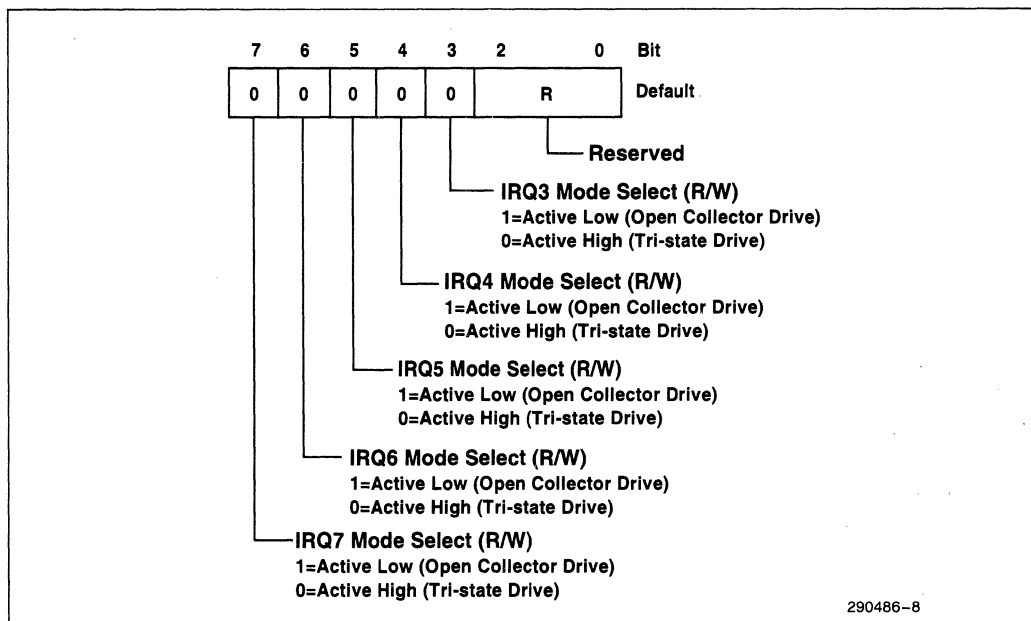 7 6 5 4 3 2 0 Bit
0 0 0 0 0 R Default
Reserved
IRQ3 Mode Select (R/W)
1=Active Low (Open Collector Drive)
0=Active High (Tri-state Drive)
IRQ4 Mode Select (R/W)
1=Active Low (Open Collector Drive)
0=Active High (Tri-state Drive)
IRQ5 Mode Select (R/W)
1=Active Low (Open Collector Drive)
0=Active High (Tri-state Drive)
IRQ6 Mode Select (R/W)
1=Active Low (Open Collector Drive)
0=Active High (Tri-state Drive)
IRQ7 Mode Select (R/W)
1=Active Low (Open Collector Drive)
0=Active High (Tri-state Drive)
290486–8